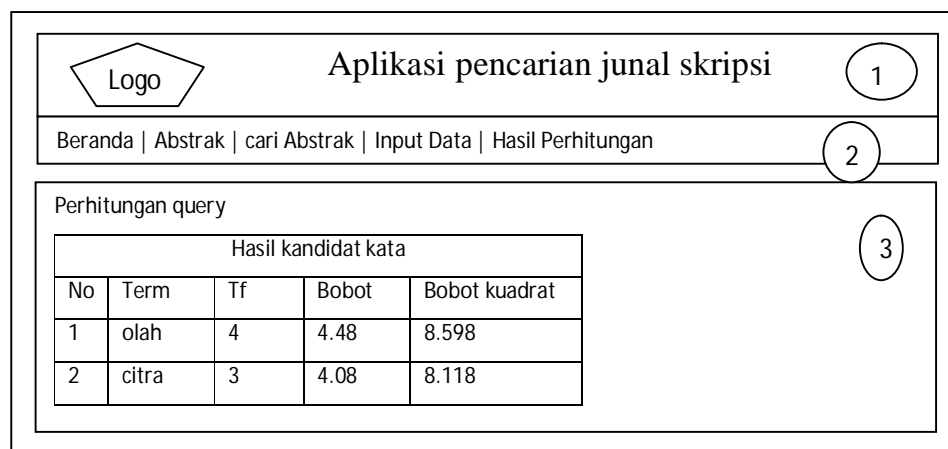 Logo
Aplikasi pencarian junal skripsi
1
Beranda | Abstrak | cari Abstrak | Input Data | Hasil Perhitungan
2
Perhitungan query
3
Hasil kandidat kata
No Term Tf Bobot Bobot kuadrat
1 olah 4 4.48 8.598
2 citra 3 4.08 8.118